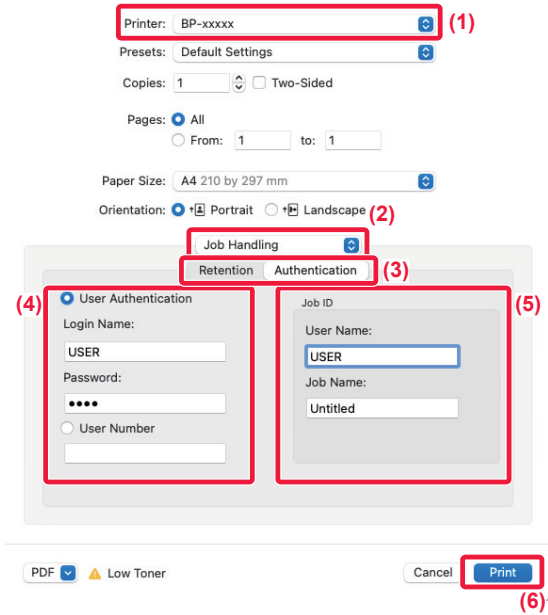 Printer: BP-xxxxx (1)
Presets: Default Settings
Copies: 1 Two-Sided
Pages: All
From: 1 to: 1
Paper Size: A4 210 by 297 mm
Orientation: Portrait Landscape
(2)
Job Handling
Retention Authentication (3)
(4)
User Authentication
Login Name:
USER
Password:
••••
User Number
(5)
Job ID
User Name:
USER
Job Name:
Untitled
PDF Low Toner Cancel Print
(6)